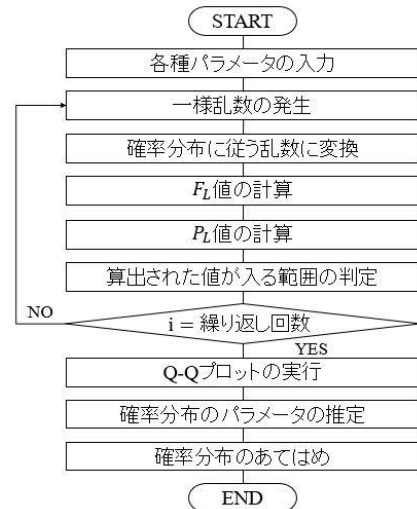 START
各種パラメータの入力
一様乱数の発生
確率分布に従う乱数に変換
F_L値の計算
P_L値の計算
算出された値が入る範囲の判定
NO
i = 繰り返し回数
YES
Q-Qプロットの実行
確率分布のパラメータの推定
確率分布のあてはめ
END